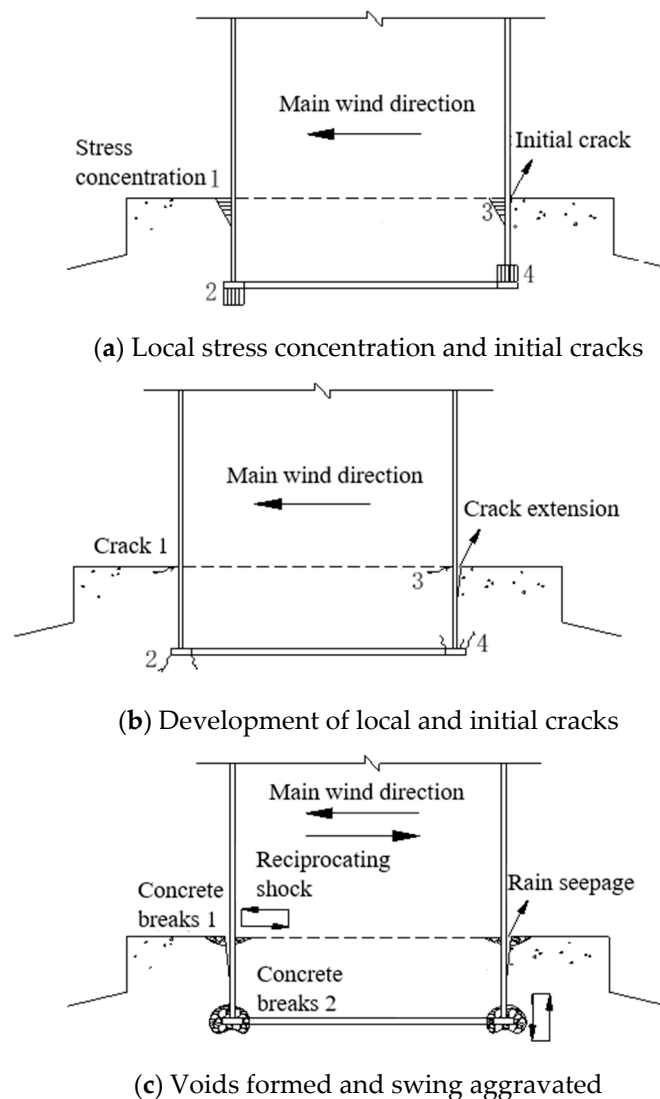 Main wind direction
Stress
concentration 1
Initial crack
3
2
4
(a) Local stress concentration and initial cracks
Main wind direction
Crack extension
Crack 1
3
2
4
(b) Development of local and initial cracks
Main wind direction
Reciprocating
shock
Concrete
breaks 1
Rain seepage
Concrete
breaks 2
(c) Voids formed and swing aggravated